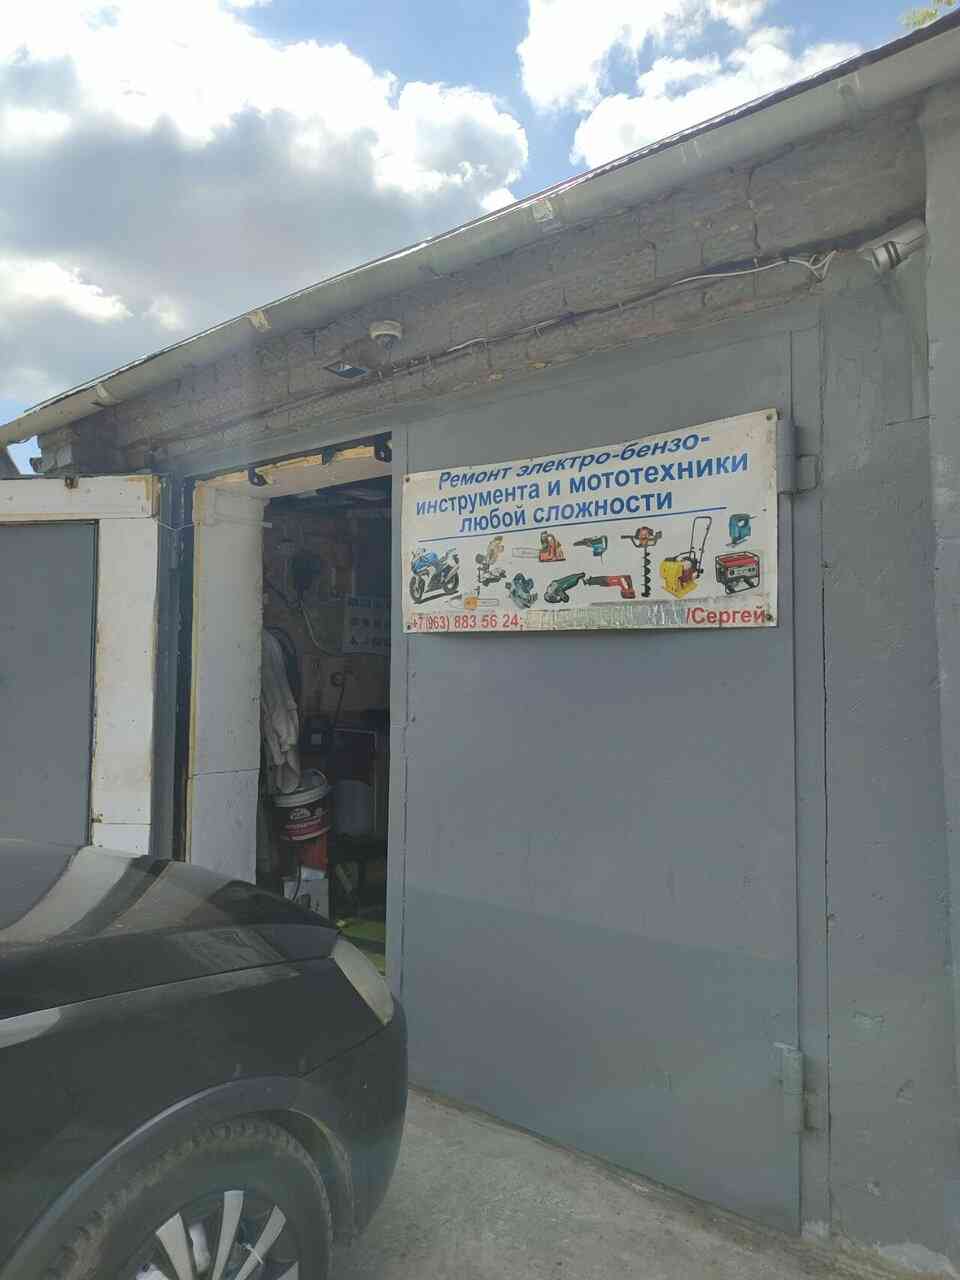 Ремонт электро-бензо-
инструмента и мототехники
любой сложности
+7(963) 883 56 24; /Сергей